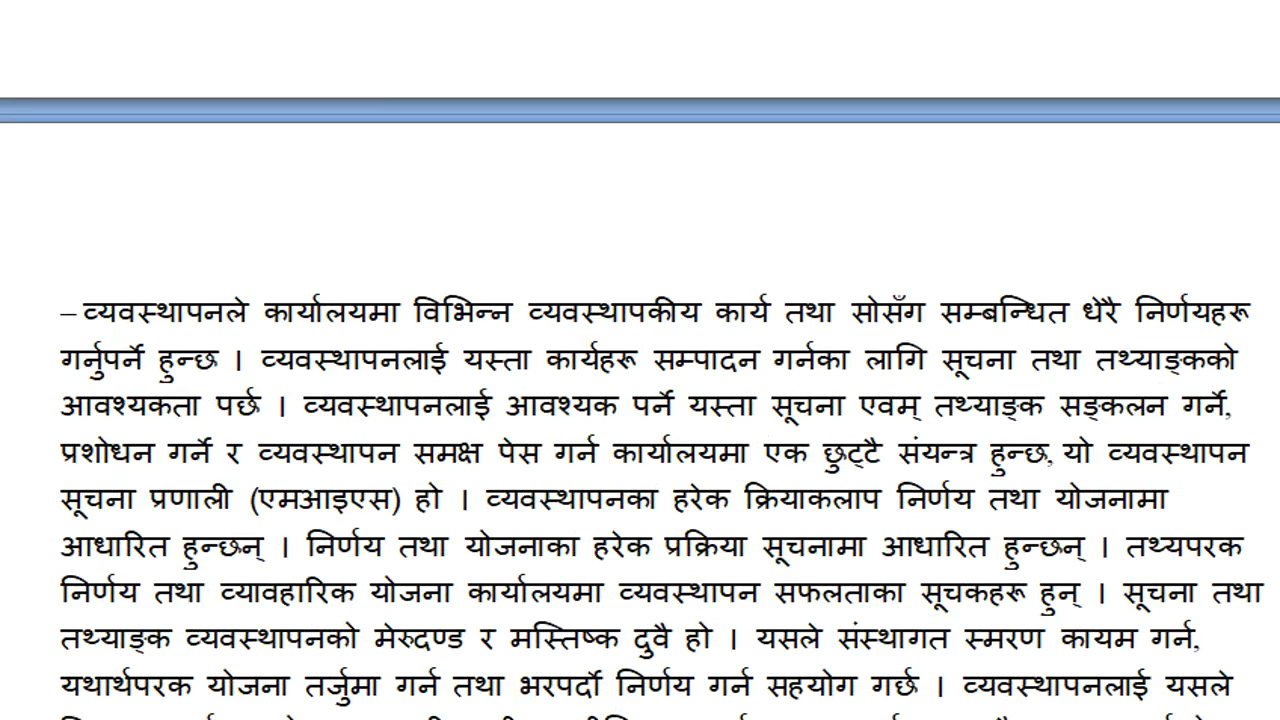 – व्यवस्थापनले कार्यालयमा विभिन्न व्यवस्थापकीय कार्य तथा सोसँग सम्बन्धित धेरै निर्णयहरू
गर्नुपर्ने हुन्छ । व्यवस्थापनलाई यस्ता कार्यहरू सम्पादन गर्नका लागि सूचना तथा तथ्याङ्कको
आवश्यकता पर्छ । व्यवस्थापनलाई आवश्यक पर्ने यस्ता सूचना एवम् तथ्याङ्क सङ्कलन गर्ने,
प्रशोधन गर्ने र व्यवस्थापन समक्ष पेस गर्न कार्यालयमा एक छुट्टै संयन्त्र हुन्छ, यो व्यवस्थापन
सूचना प्रणाली (एमआइएस) हो । व्यवस्थापनका हरेक क्रियाकलाप निर्णय तथा योजनामा
आधारित हुन्छन् । निर्णय तथा योजनाका हरेक प्रक्रिया सूचनामा आधारित हुन्छन् । तथ्यपरक
निर्णय तथा व्यावहारिक योजना कार्यालयमा व्यवस्थापन सफलताका सूचकहरू हुन् । सूचना तथा
तथ्याङ्क व्यवस्थापनको मेरुदण्ड र मस्तिष्क दुवै हो । यसले संस्थागत स्मरण कायम गर्न,
यथार्थपरक योजना तर्जुमा गर्न तथा भरपर्दो निर्णय गर्न सहयोग गर्छ । व्यवस्थापनलाई यसले